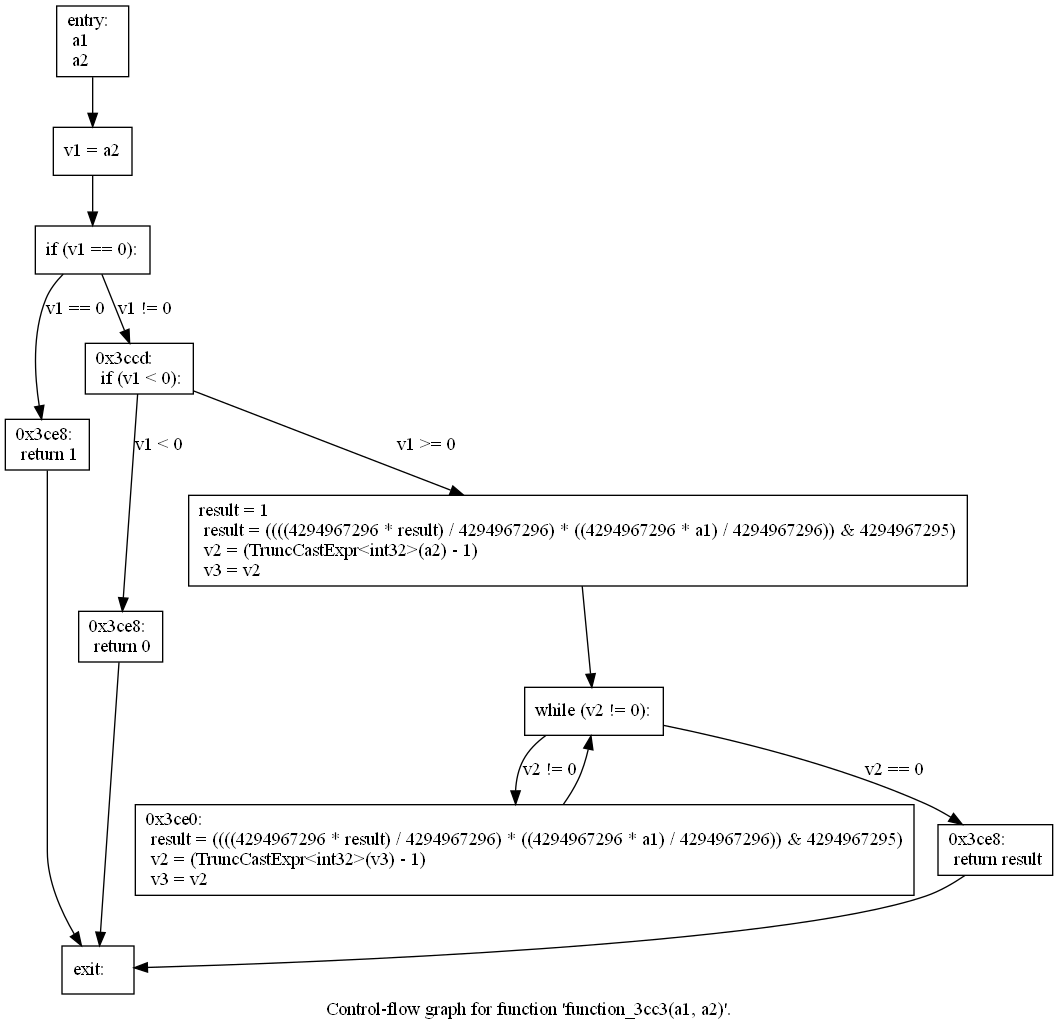 entry:
a1
a2
v1 = a2
if (v1 == 0):
v1 == 0
v1 != 0
0x3ccd:
if (v1 < 0):
0x3ce8:
return 1
v1 < 0
v1 >= 0
result = 1
result = ((((4294967296 * result) / 4294967296) * ((4294967296 * a1) / 4294967296)) & 4294967295)
v2 = (TruncCastExpr<int32>(a2) - 1)
v3 = v2
0x3ce8:
return 0
while (v2 != 0):
v2 != 0
v2 == 0
0x3ce0:
result = ((((4294967296 * result) / 4294967296) * ((4294967296 * a1) / 4294967296)) & 4294967295)
v2 = (TruncCastExpr<int32>(v3) - 1)
v3 = v2
0x3ce8:
return result
exit:
Control-flow graph for function 'function_3cc3(a1, a2)'.